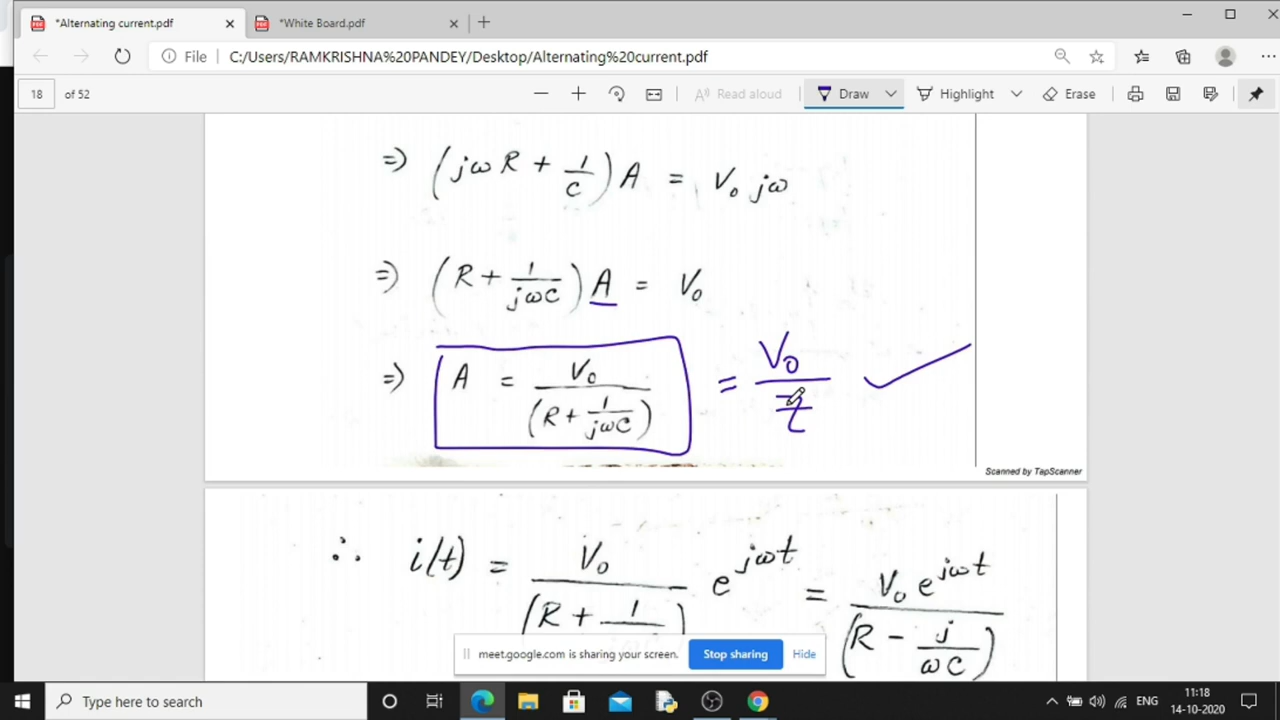 *Alternating current.pdf
*White Board.pdf
File
C:/Users/RAMKRISHNA%20PANDEY/Desktop/Alternating%20current.pdf
18 of 52
Read aloud
Draw
Highlight
Erase
=) (jωR + 1/C) A = V₀ jω
=) (R + 1/jωC) A = V₀
=) A = V₀/(R + 1/jωC) = V₀/
Scanned by TapScanner
∴ i(t) = V₀/(R + 1 e^jωt = V₀ e^jωt/(R - j/ωC)
meet.google.com is sharing your screen.
Stop sharing
Hide
Type here to search
ENG
11:18
14-10-2020